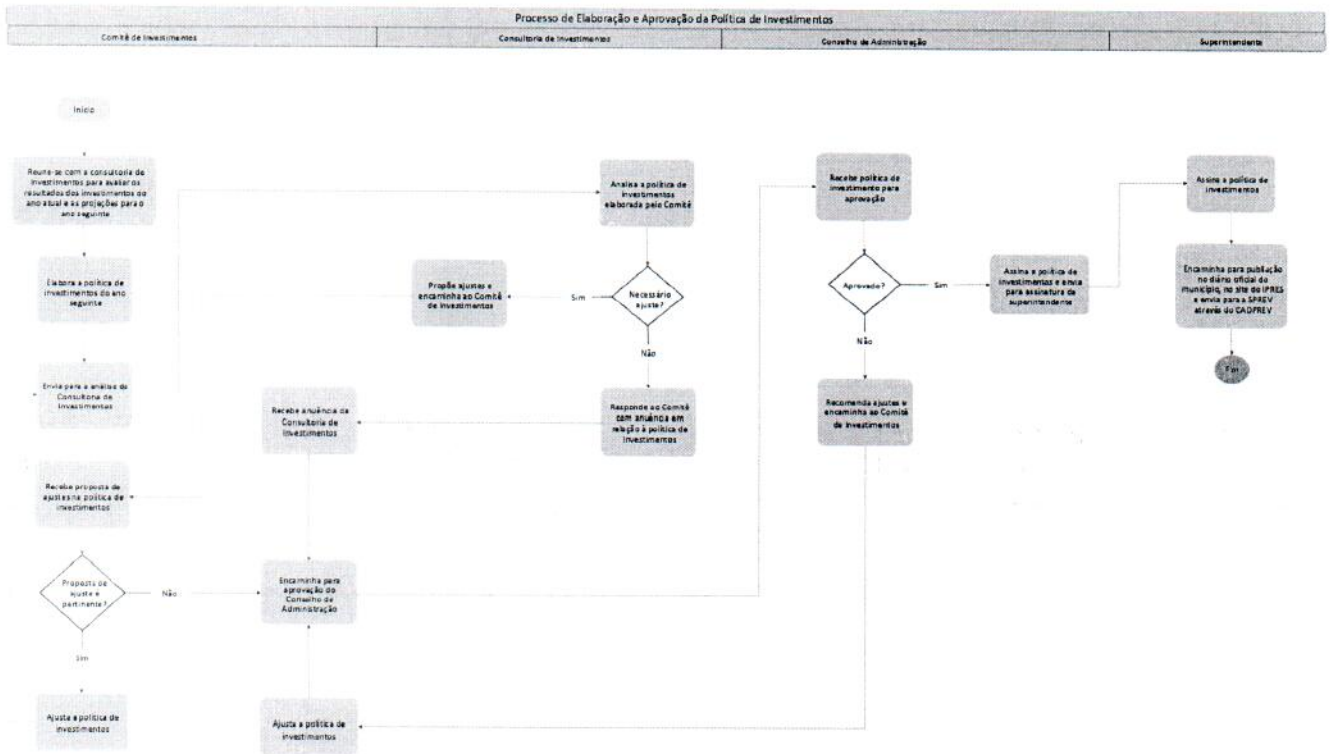 Processo de Elaboração e Aprovação da Política de Investimentos
Comitê de Investimentos
Consultoria de Investimentos
Conselho de Administração
Superintendente
Início
Reune-se com a consultoria de
investimentos para avaliar os
resultados dos investimentos do
ano atual e as projeções para o
ano seguinte
Elabora a política de
investimentos do ano
seguinte
Envia para a análise da
Consultoria de
Investimentos
Recebe proposta de
ajustes na política de
investimentos
Proposta de
ajuste é
pertinente?
Não
Sim
Ajusta a política de
investimentos
Recebe anuência da
Consultoria de
Investimentos
Encaminha para
aprovação do
Conselho de
Administração
Ajusta a política de
investimentos
Analisa a política de
investimentos
elaborada pelo Comitê
Necessário
ajuste?
Sim
Propõe ajustes e
encaminha ao Comitê
de Investimentos
Não
Responde ao Comitê
com anuência em
relação à política de
Investimentos
Recebe política de
investimento para
aprovação
Aprovado?
Sim
Não
Recomenda ajustes e
encaminha ao Comitê
de Investimentos
Assina a política de
investimentos e envia
para assinatura da
superintendente
Assina a política de
investimentos
Encaminha para publicação
no diário oficial do
município, no site do IPRES
e envia para a SPREV
através do CADPREV
Fim